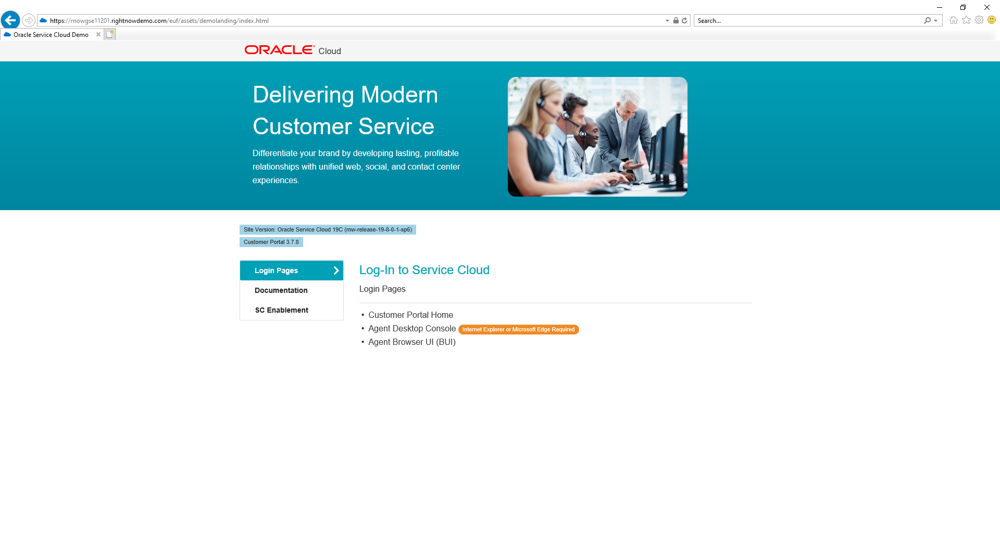 https://rnowgse11201.rightnowdemo.com/euf/assets/demolanding/index.html
Search...
Oracle Service Cloud Demo
ORACLE Cloud
Delivering Modern
Customer Service
Differentiate your brand by developing lasting, profitable
relationships with unified web, social, and contact center
experiences.
Site Version: Oracle Service Cloud 19C (rnw-release-19-8-0-1-sp6)
Customer Portal 3.7.8
Login Pages
Documentation
SC Enablement
Log-In to Service Cloud
Login Pages
• Customer Portal Home
• Agent Desktop Console Internet Explorer or Microsoft Edge Required
• Agent Browser UI (BUI)